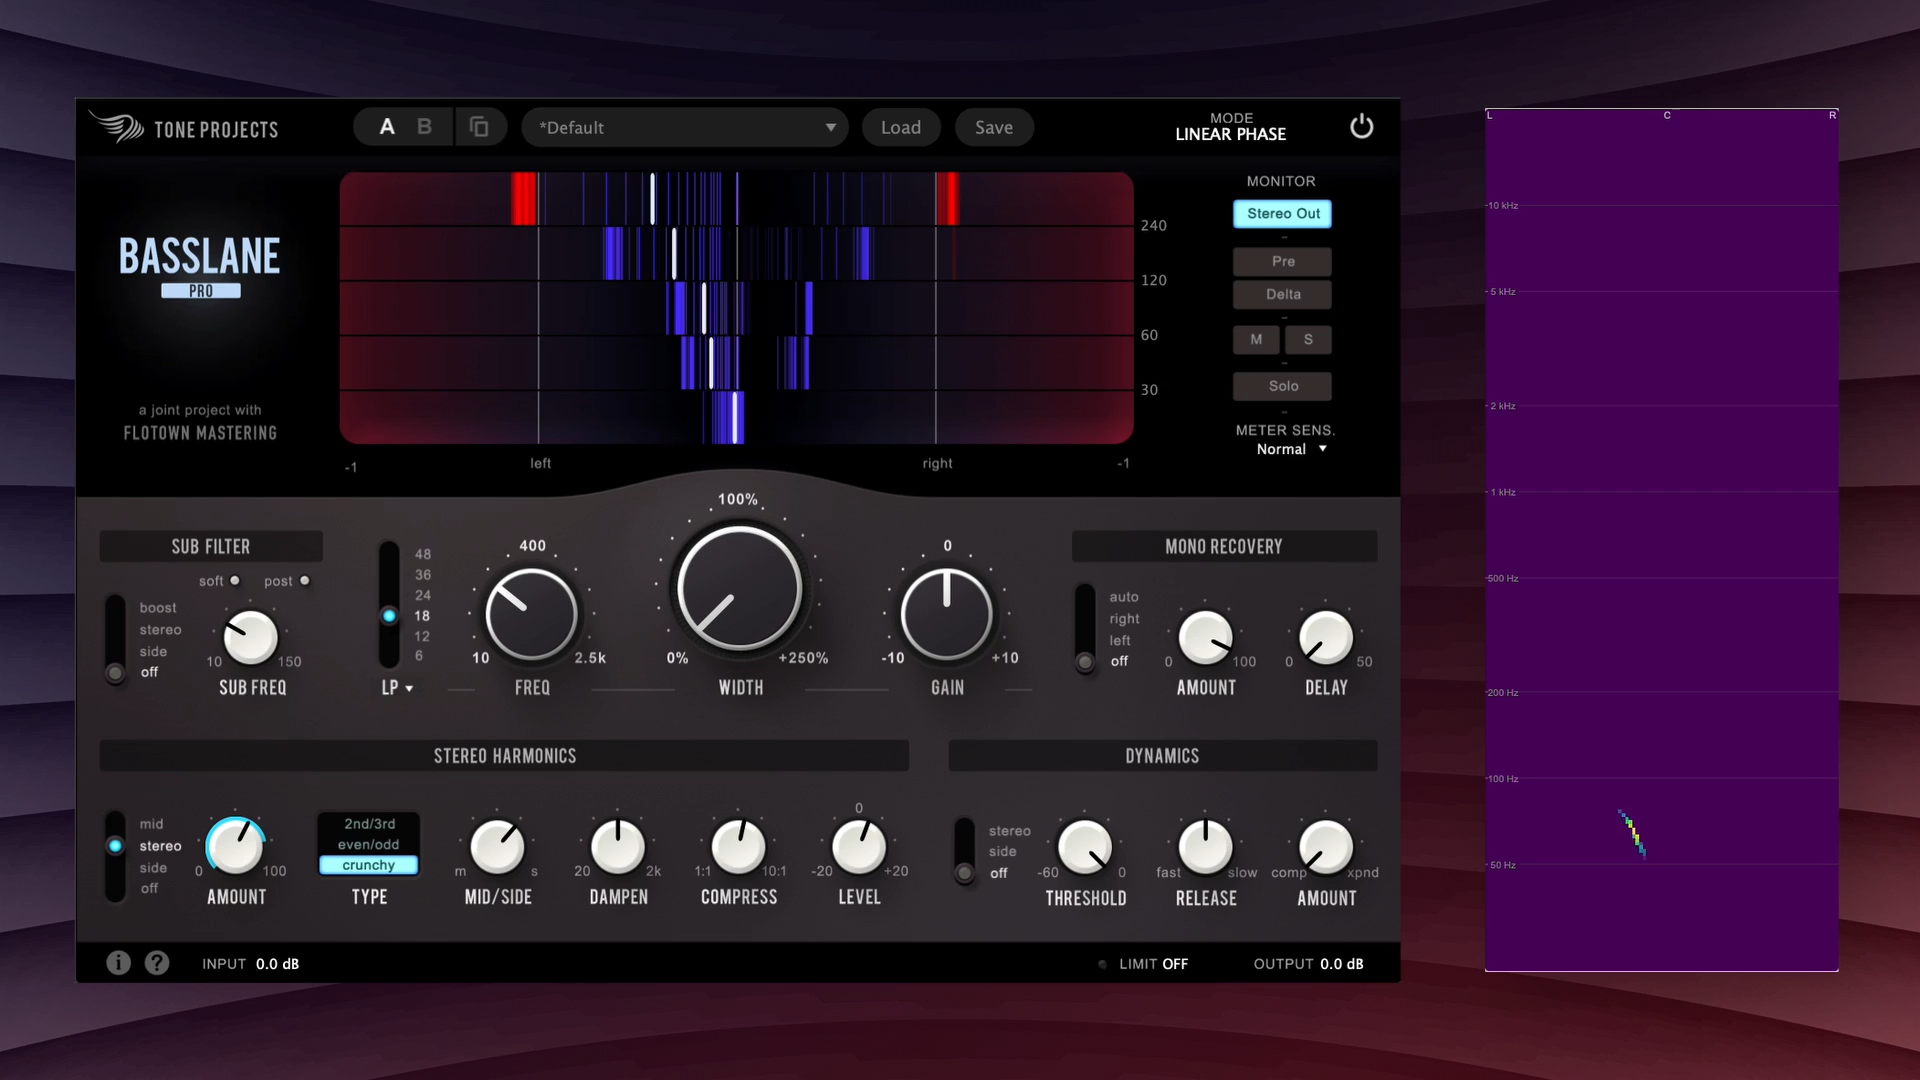 TONE PROJECTS
A B
*Default
Load
Save
MODE
LINEAR PHASE
BASSLANE
PRO
a joint project with
FLOTOWN MASTERING
240
120
60
30
-1
left
right
-1
MONITOR
Stereo Out
Pre
Delta
M S
Solo
METER SENS.
Normal
SUB FILTER
soft post
boost
stereo
side
off
10 150
SUB FREQ
48
36
24
18
12
6
LP
400
10 2.5k
FREQ
100%
0% +250%
WIDTH
0
-10 +10
GAIN
MONO RECOVERY
auto
right
left
off
0 100
AMOUNT
0 50
DELAY
STEREO HARMONICS
mid
stereo
side
off
0 100
AMOUNT
2nd/3rd
even/odd
crunchy
TYPE
m s
MID/SIDE
20 2k
DAMPEN
1:1 10:1
COMPRESS
0
-20 +20
LEVEL
DYNAMICS
stereo
side
off
-60 0
THRESHOLD
fast slow
RELEASE
comp xpnd
AMOUNT
i ?
INPUT 0.0 dB
LIMIT OFF
OUTPUT 0.0 dB
L C R
10 kHz
5 kHz
2 kHz
1 kHz
500 Hz
200 Hz
100 Hz
50 Hz